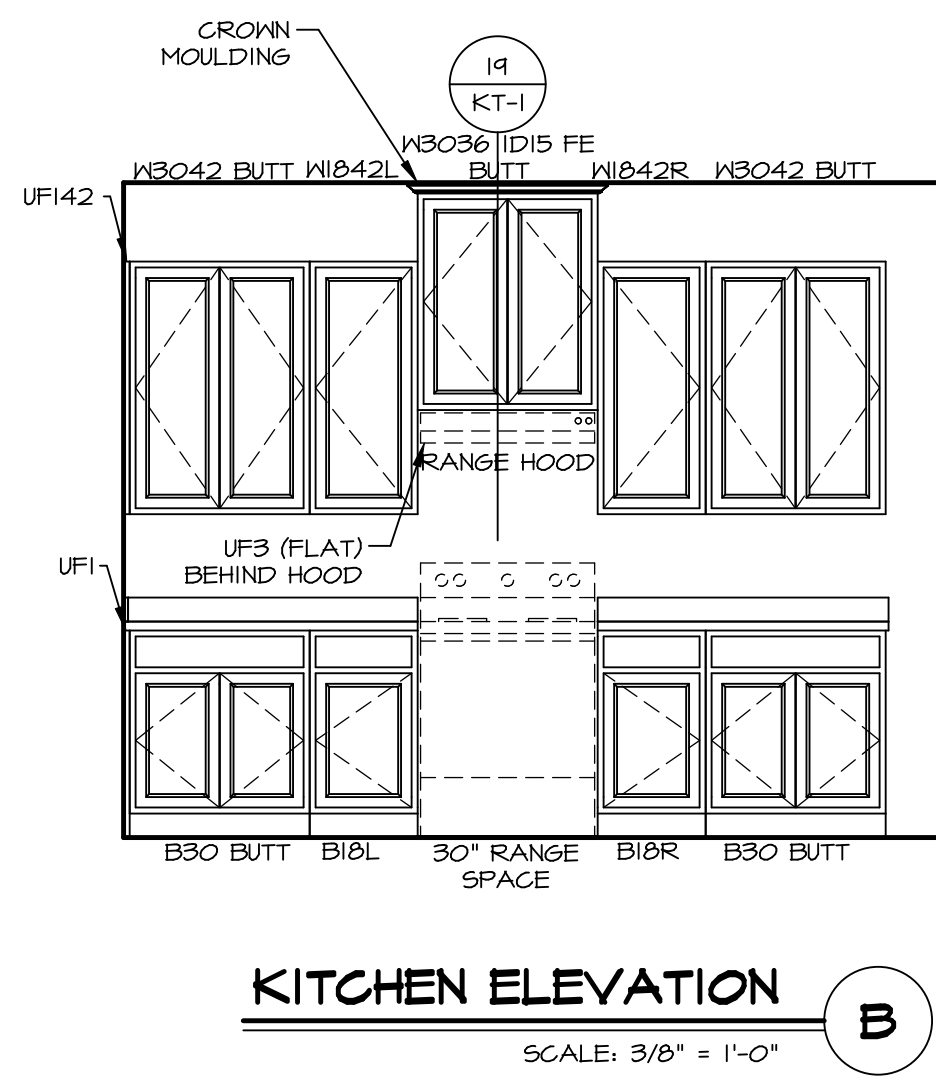 CROWN
MOULDING
19
KT-1
W3036 1D15 FE
BUTT
W3042 BUTT
W1842L
W1842R
W3042 BUTT
UF142
RANGE HOOD
UF3 (FLAT)
BEHIND HOOD
UF1
B30 BUTT
B18L
30" RANGE
SPACE
B18R
B30 BUTT
KITCHEN ELEVATION
B
SCALE: 3/8" = 1'-0"